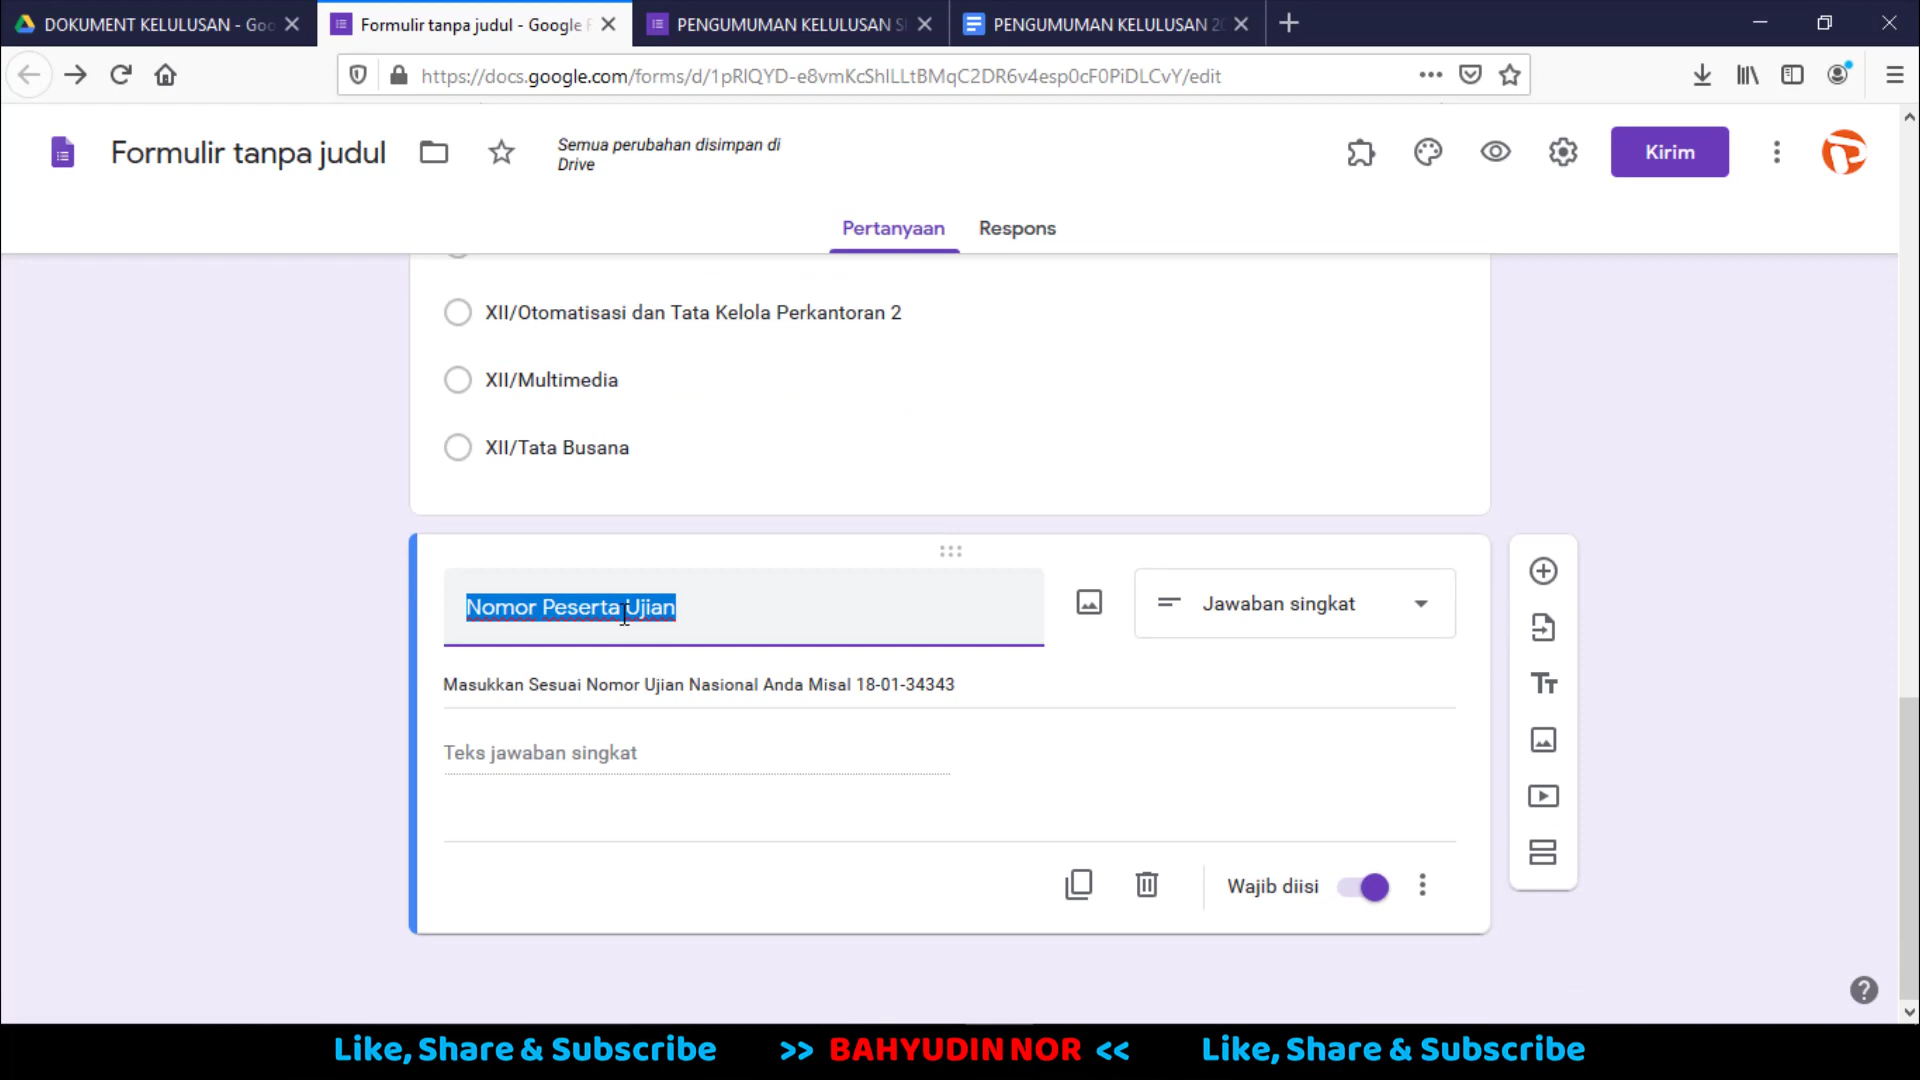 DOKUMENT KELULUSAN - Goo
Formulir tanpa judul - Google F
PENGUMUMAN KELULUSAN S
PENGUMUMAN KELULUSAN 20
https://docs.google.com/forms/d/1pRlQYD-e8vmKcShlLLtBMqC2DR6v4esp0cF0PiDLCvY/edit
Formulir tanpa judul
Semua perubahan disimpan di
Drive
Kirim
Pertanyaan
Respons
XII/Otomatisasi dan Tata Kelola Perkantoran 2
XII/Multimedia
XII/Tata Busana
Nomor Peserta Ujian
Jawaban singkat
Masukkan Sesuai Nomor Ujian Nasional Anda Misal 18-01-34343
Teks jawaban singkat
Wajib diisi
Like, Share & Subscribe >> BAHYUDIN NOR << Like, Share & Subscribe